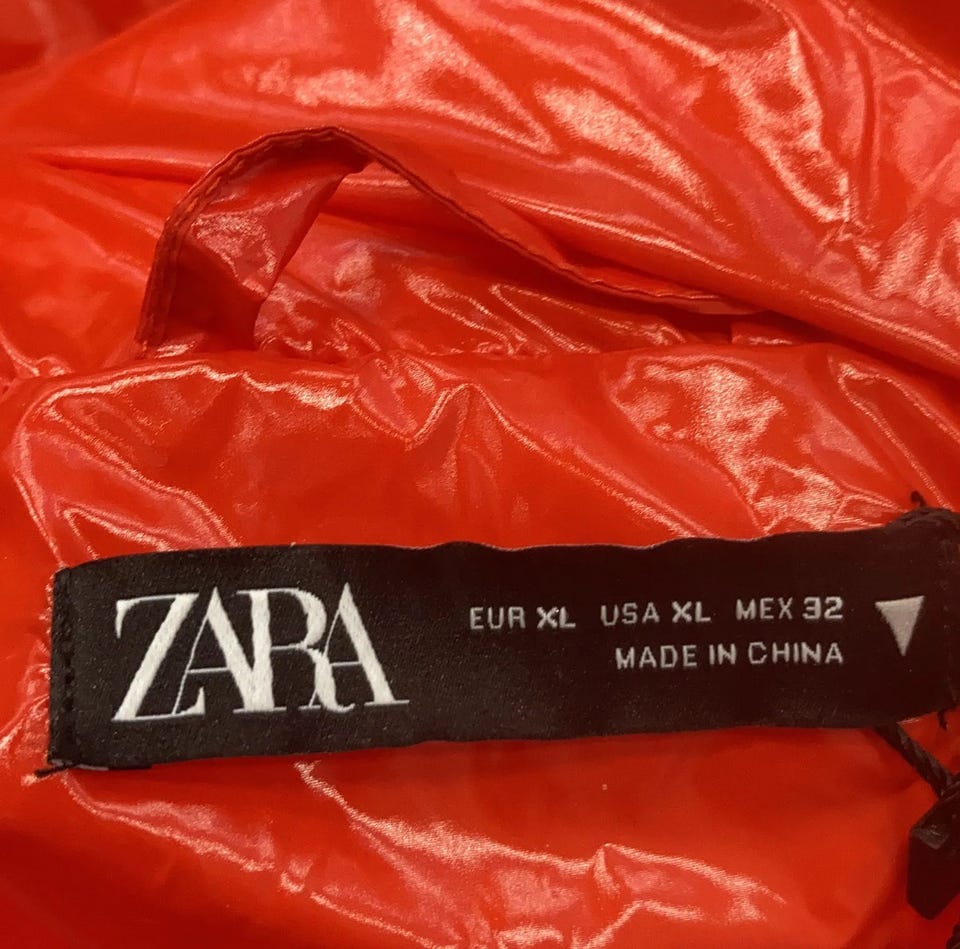 ZARA
EUR XL USA XL MEX 32
MADE IN CHINA